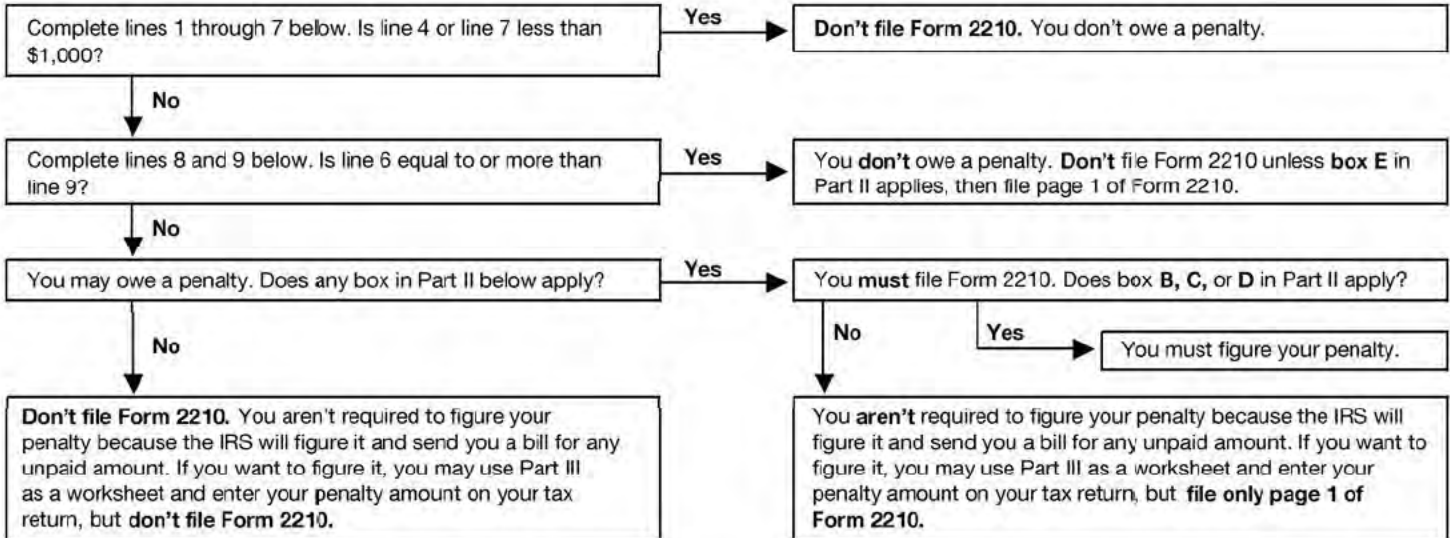 Complete lines 1 through 7 below. Is line 4 or line 7 less than
$1,000?
Yes
Don't file Form 2210. You don't owe a penalty.
No
Complete lines 8 and 9 below. Is line 6 equal to or more than
line 9?
Yes
You don't owe a penalty. Don't file Form 2210 unless box E in
Part II applies, then file page 1 of Form 2210.
No
You may owe a penalty. Does any box in Part II below apply?
Yes
You must file Form 2210. Does box B, C, or D in Part II apply?
No
Don't file Form 2210. You aren't required to figure your
penalty because the IRS will figure it and send you a bill for any
unpaid amount. If you want to figure it, you may use Part III
as a worksheet and enter your penalty amount on your tax
return, but don't file Form 2210.
No
Yes
You must figure your penalty.
You aren't required to figure your penalty because the IRS will
figure it and send you a bill for any unpaid amount. If you want to
figure it, you may use Part III as a worksheet and enter your
penalty amount on your tax return, but file only page 1 of
Form 2210.